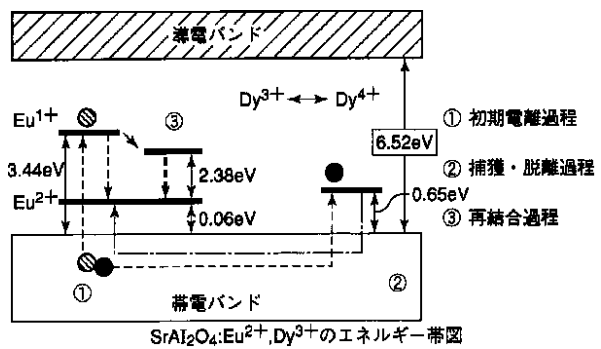 導電バンド
Dy³⁺ ↔ Dy⁴⁺
Eu¹⁺
③
① 初期電離過程
6.52eV
3.44eV
2.38eV
② 捕獲・脱離過程
Eu²⁺
0.06eV
0.65eV
③ 再結合過程
①
②
帯電バンド
SrAl₂O₄:Eu²⁺,Dy³⁺のエネルギー帯図